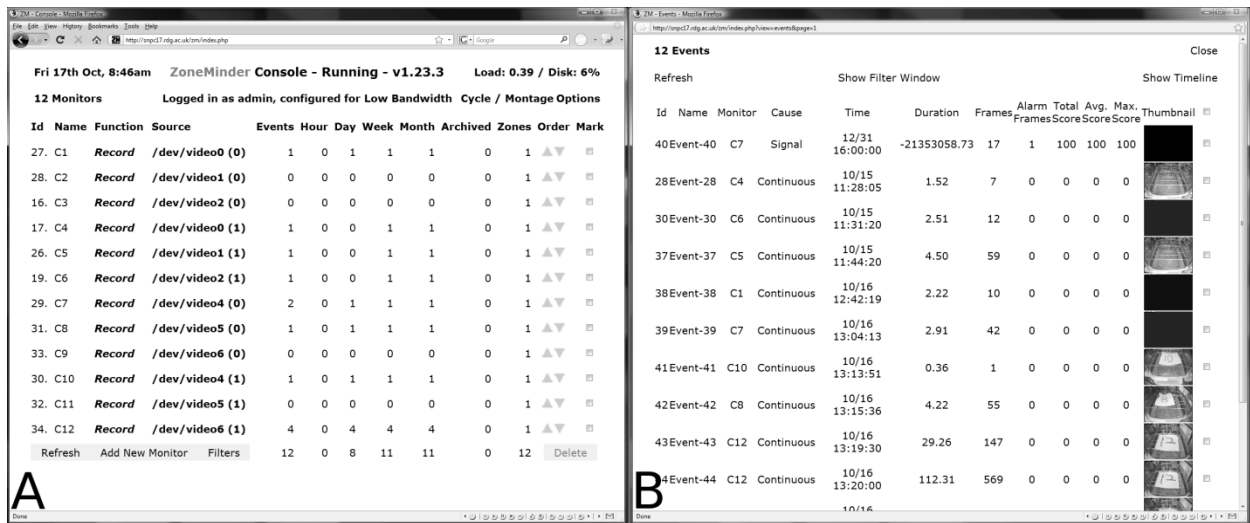 ZM - Console - Mozilla Firefox
File Edit View History Bookmarks Tools Help
http://snpc17.rdg.ac.uk/zm/index.php
Google
Fri 17th Oct, 8:46am ZoneMinder Console - Running - v1.23.3 Load: 0.39 / Disk: 6%
12 Monitors Logged in as admin, configured for Low Bandwidth Cycle / Montage Options
Id Name Function Source Events Hour Day Week Month Archived Zones Order Mark
27. C1 Record /dev/video0 (0) 1 0 1 1 1 0 1
28. C2 Record /dev/video1 (0) 0 0 0 0 0 0 1
16. C3 Record /dev/video2 (0) 0 0 0 0 0 0 1
17. C4 Record /dev/video0 (1) 1 0 0 1 1 0 1
26. C5 Record /dev/video1 (1) 1 0 0 1 1 0 1
19. C6 Record /dev/video2 (1) 1 0 0 1 1 0 1
29. C7 Record /dev/video4 (0) 2 0 1 1 1 0 1
31. C8 Record /dev/video5 (0) 1 0 1 1 1 0 1
33. C9 Record /dev/video6 (0) 0 0 0 0 0 0 1
30. C10 Record /dev/video4 (1) 1 0 1 1 1 0 1
32. C11 Record /dev/video5 (1) 0 0 0 0 0 0 1
34. C12 Record /dev/video6 (1) 4 0 4 4 4 0 1
Refresh Add New Monitor Filters 12 0 8 11 11 0 12 Delete
A
Done
ZM - Events - Mozilla Firefox
http://snpc17.rdg.ac.uk/zm/index.php?view=events&page=1
12 Events Close
Refresh Show Filter Window Show Timeline
Id Name Monitor Cause Time Duration Frames Alarm Frames Total Score Avg. Score Max. Score Thumbnail
40 Event-40 C7 Signal 12/31 16:00:00 -21353058.73 17 1 100 100 100
28 Event-28 C4 Continuous 10/15 11:28:05 1.52 7 0 0 0 0
30 Event-30 C6 Continuous 10/15 11:31:20 2.51 12 0 0 0 0
37 Event-37 C5 Continuous 10/15 11:44:20 4.50 59 0 0 0 0
38 Event-38 C1 Continuous 10/16 12:42:19 2.22 10 0 0 0 0
39 Event-39 C7 Continuous 10/16 13:04:13 2.91 42 0 0 0 0
41 Event-41 C10 Continuous 10/16 13:13:51 0.36 1 0 0 0 0 10
42 Event-42 C8 Continuous 10/16 13:15:36 4.22 55 0 0 0 0 8
43 Event-43 C12 Continuous 10/16 13:19:30 29.26 147 0 0 0 0 12
4 Event-44 C12 Continuous 10/16 13:20:00 112.31 569 0 0 0 0 12
10/16
B
Done